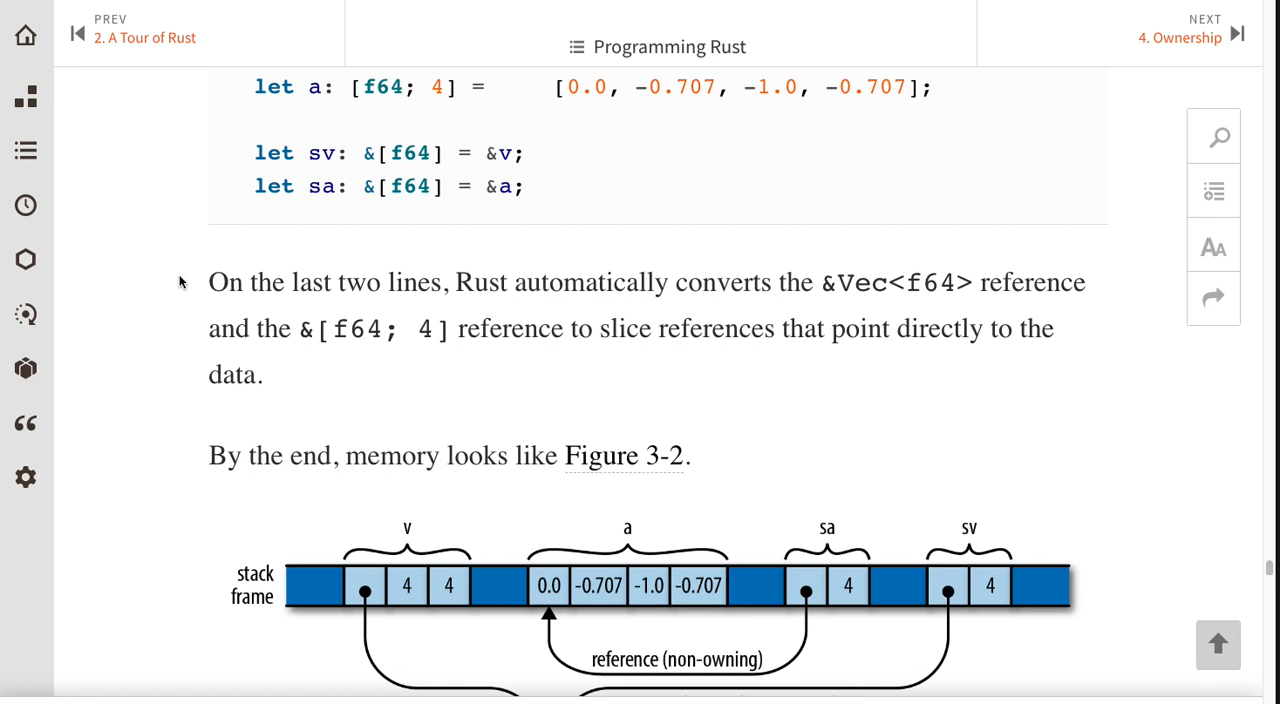 PREV
2. A Tour of Rust
Programming Rust
NEXT
4. Ownership
let a: [f64; 4] =     [0.0, -0.707, -1.0, -0.707];
let sv: &[f64] = &v;
let sa: &[f64] = &a;
On the last two lines, Rust automatically converts the &Vec<f64> reference
and the &[f64; 4] reference to slice references that point directly to the
data.
By the end, memory looks like Figure 3-2.
v a sa sv
stack
frame
4 4 0.0 -0.707 -1.0 -0.707 4 4
reference (non-owning)
AA